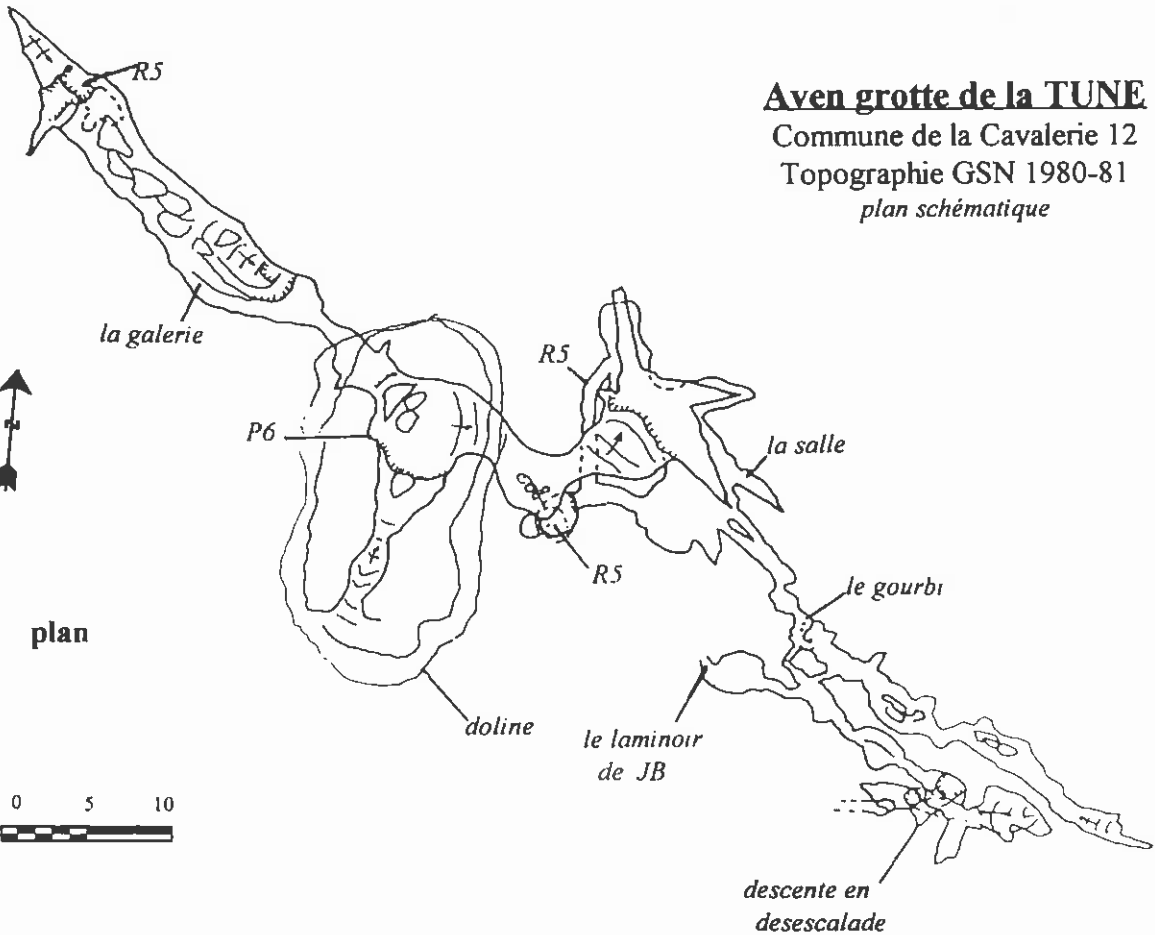 Aven grotte de la TUNE
Commune de la Cavalerie 12
Topographie GSN 1980-81
plan schématique
R5
la galerie
R5
P6
la salle
N
R5
le gourbi
plan
doline
le laminoir
de JB
0 5 10
descente en
desescalade